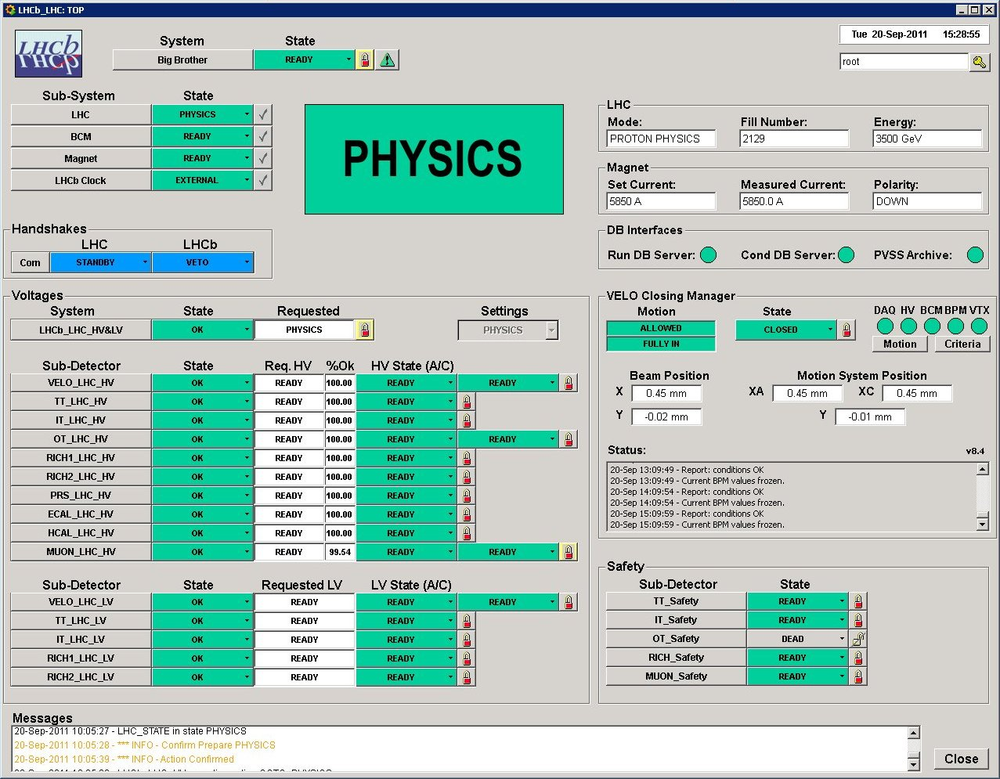 LHCb_LHC: TOP
LHCb
System State
Big Brother READY
Tue 20-Sep-2011 15:28:55
root
Sub-System State
LHC PHYSICS
BCM READY
Magnet READY
LHCb Clock EXTERNAL
PHYSICS
LHC
Mode: Fill Number: Energy:
PROTON PHYSICS 2129 3500 GeV
Magnet
Set Current: Measured Current: Polarity:
5850 A 5850.0 A DOWN
Handshakes
LHC LHCb
Com STANDBY VETO
DB Interfaces
Run DB Server: Cond DB Server: PVSS Archive:
Voltages
System State Requested Settings
LHCb_LHC_HV&LV OK PHYSICS PHYSICS
Sub-Detector State Req. HV %Ok HV State (A/C)
VELO_LHC_HV OK READY 100.00 READY READY
TT_LHC_HV OK READY 100.00 READY
IT_LHC_HV OK READY 100.00 READY
OT_LHC_HV OK READY 100.00 READY READY
RICH1_LHC_HV OK READY 100.00 READY
RICH2_LHC_HV OK READY 100.00 READY
PRS_LHC_HV OK READY 100.00 READY
ECAL_LHC_HV OK READY 100.00 READY
HCAL_LHC_HV OK READY 100.00 READY
MUON_LHC_HV OK READY 99.54 READY READY
Sub-Detector State Requested LV LV State (A/C)
VELO_LHC_LV OK READY READY READY
TT_LHC_LV OK READY READY
IT_LHC_LV OK READY READY
RICH1_LHC_LV OK READY READY
RICH2_LHC_LV OK READY READY
VELO Closing Manager
Motion State DAQ HV BCM BPM VTX
ALLOWED CLOSED
FULLY IN Motion Criteria
Beam Position Motion System Position
X 0.45 mm XA 0.45 mm XC 0.45 mm
Y -0.02 mm Y -0.01 mm
Status: v8.4
20-Sep 13:09:49 - Report: conditions OK
20-Sep 13:09:49 - Current BPM values frozen.
20-Sep 14:09:54 - Report: conditions OK
20-Sep 14:09:54 - Current BPM values frozen.
20-Sep 15:09:59 - Report: conditions OK
20-Sep 15:09:59 - Current BPM values frozen.
Safety
Sub-Detector State
TT_Safety READY
IT_Safety READY
OT_Safety DEAD
RICH_Safety READY
MUON_Safety READY
Messages
20-Sep-2011 10:05:27 - LHC_STATE in state PHYSICS
20-Sep-2011 10:05:28 - *** INFO - Confirm Prepare PHYSICS
20-Sep-2011 10:05:39 - *** INFO - Action Confirmed
Close